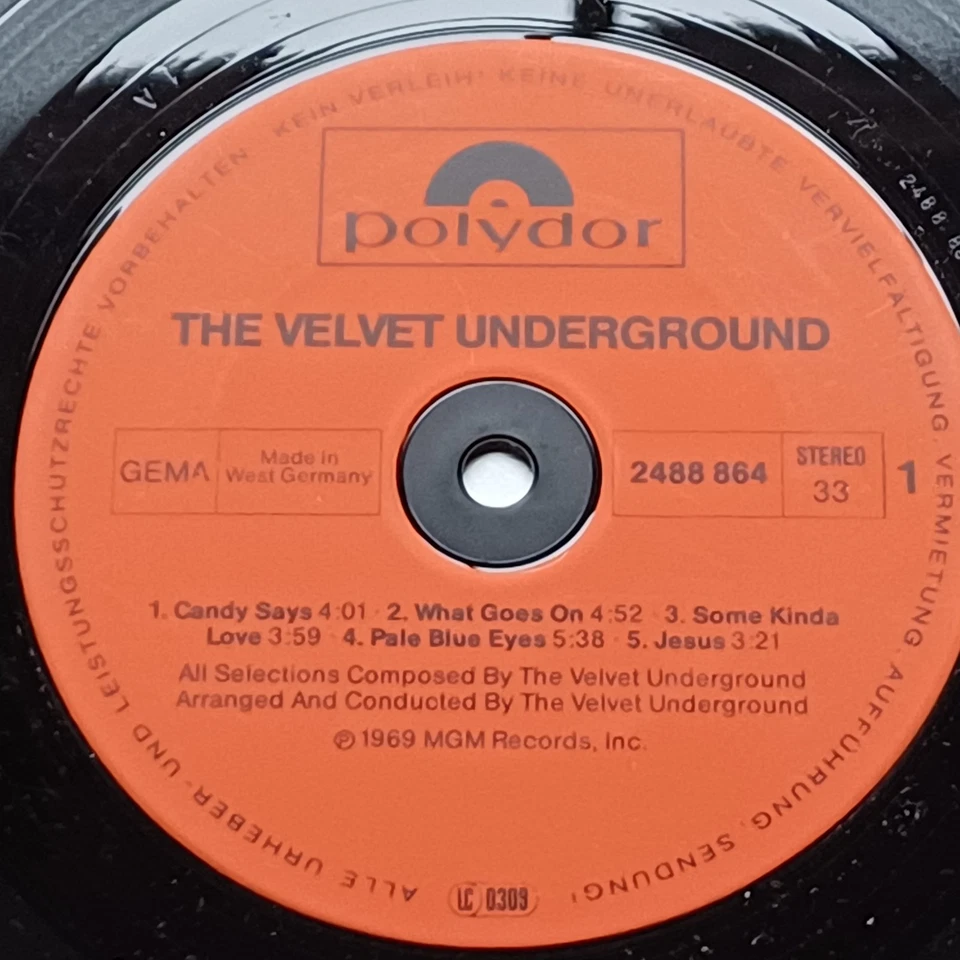 ALLE URHEBER- UND LEISTUNGSSCHUTZRECHTE VORBEHALTEN KEIN VERLEIH! KEINE UNERLAUBTE VERVIELFÄLTIGUNG, VERMIETUNG, AUFFÜHRUNG, SENDUNG!
polydor
THE VELVET UNDERGROUND
GEMA
Made in
West Germany
2488 864
STEREO
33
1
1. Candy Says 4:01 · 2. What Goes On 4:52 · 3. Some Kinda
Love 3:59 · 4. Pale Blue Eyes 5:38 · 5. Jesus 3:21
All Selections Composed By The Velvet Underground
Arranged And Conducted By The Velvet Underground
℗ 1969 MGM Records, Inc.
LC 0309